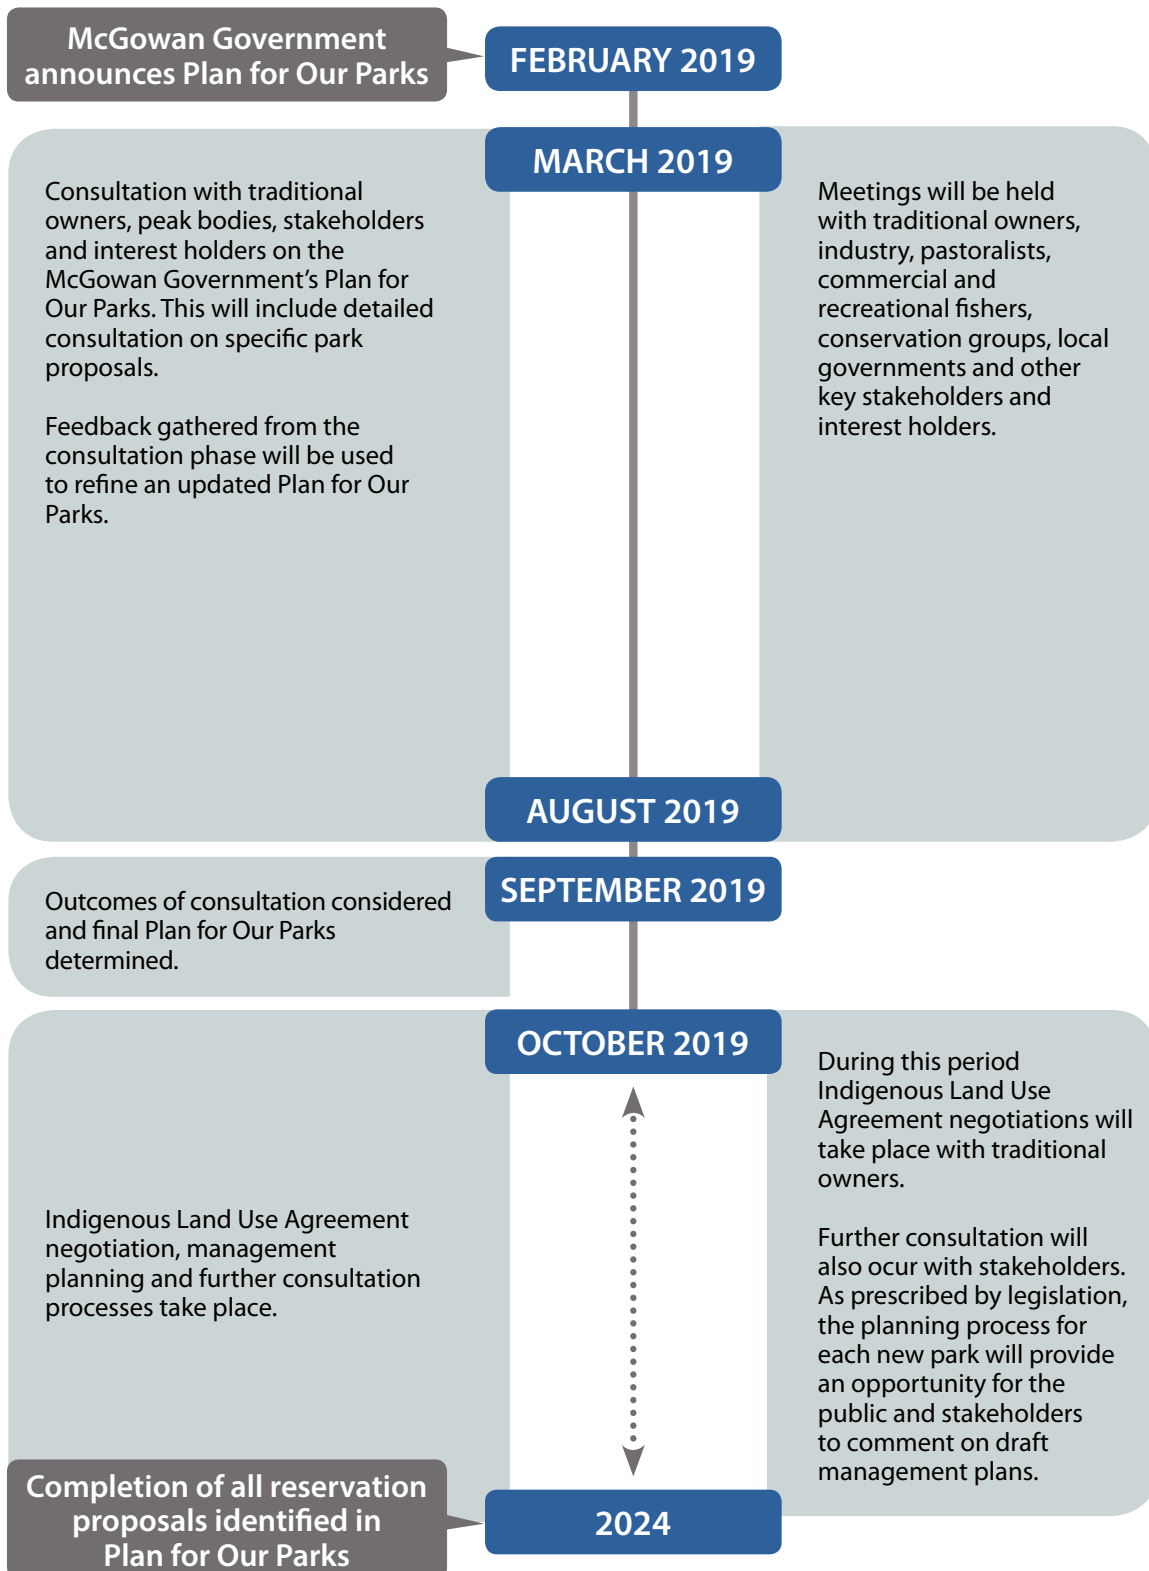 McGowan Government
announces Plan for Our Parks
FEBRUARY 2019
MARCH 2019
Consultation with traditional
owners, peak bodies, stakeholders
and interest holders on the
McGowan Government’s Plan for
Our Parks. This will include detailed
consultation on specific park
proposals.
Feedback gathered from the
consultation phase will be used
to refine an updated Plan for Our
Parks.
Meetings will be held
with traditional owners,
industry, pastoralists,
commercial and
recreational fishers,
conservation groups, local
governments and other
key stakeholders and
interest holders.
AUGUST 2019
SEPTEMBER 2019
Outcomes of consultation considered
and final Plan for Our Parks
determined.
OCTOBER 2019
Indigenous Land Use Agreement
negotiation, management
planning and further consultation
processes take place.
During this period
Indigenous Land Use
Agreement negotiations will
take place with traditional
owners.
Further consultation will
also ocur with stakeholders.
As prescribed by legislation,
the planning process for
each new park will provide
an opportunity for the
public and stakeholders
to comment on draft
management plans.
Completion of all reservation
proposals identified in
Plan for Our Parks
2024